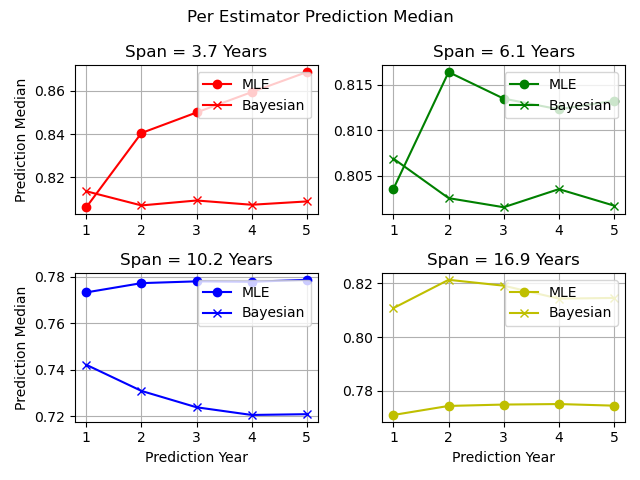 Per Estimator Prediction Median
Span = 3.7 Years
Prediction Median
0.86
0.84
0.82
1 2 3 4 5
MLE
Bayesian
Span = 6.1 Years
0.815
0.810
0.805
1 2 3 4 5
MLE
Bayesian
Span = 10.2 Years
Prediction Median
0.78
0.76
0.74
0.72
1 2 3 4 5
Prediction Year
MLE
Bayesian
Span = 16.9 Years
0.82
0.80
0.78
1 2 3 4 5
Prediction Year
MLE
Bayesian